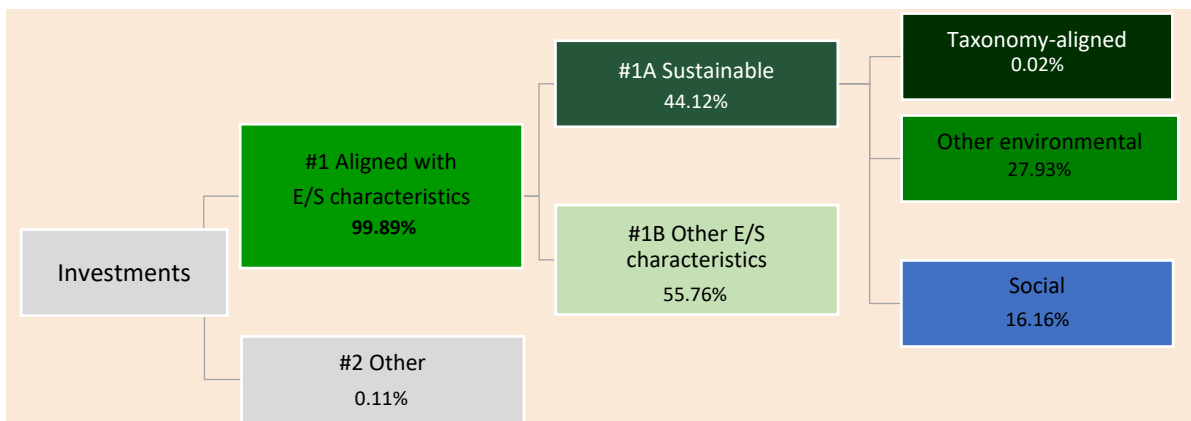 Investments
#1 Aligned with
E/S characteristics
99.89%
#2 Other
0.11%
#1A Sustainable
44.12%
#1B Other E/S
characteristics
55.76%
Taxonomy-aligned
0.02%
Other environmental
27.93%
Social
16.16%